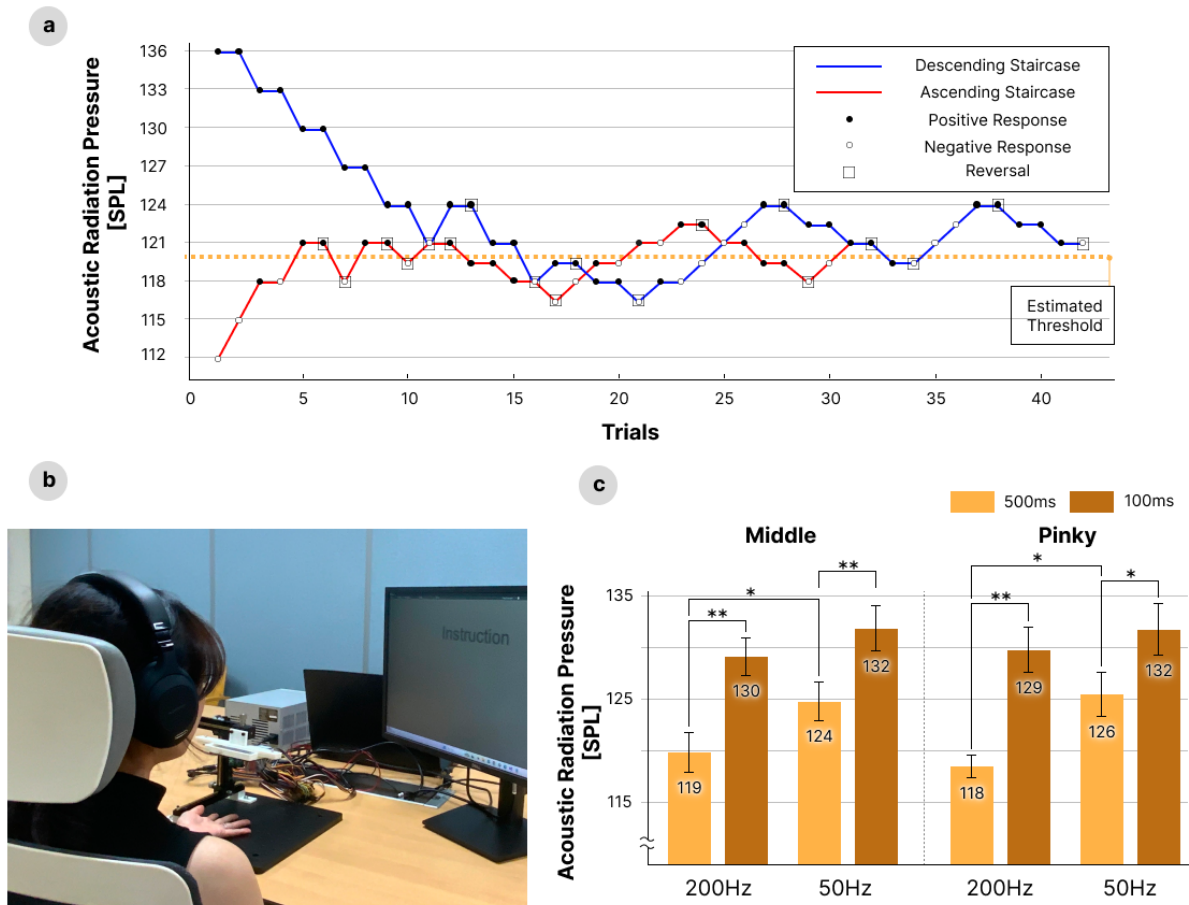 a
Acoustic Radiation Pressure
[SPL]
136
133
130
127
124
121
118
115
112
0 5 10 15 20 25 30 35 40
Trials
Descending Staircase
Ascending Staircase
Positive Response
Negative Response
Reversal
Estimated
Threshold
b
Instruction
c
500ms 100ms
Middle Pinky
Acoustic Radiation Pressure
[SPL]
135
125
115
* ** ** * ** *
119 130 124 132 118 129 126 132
200Hz 50Hz 200Hz 50Hz